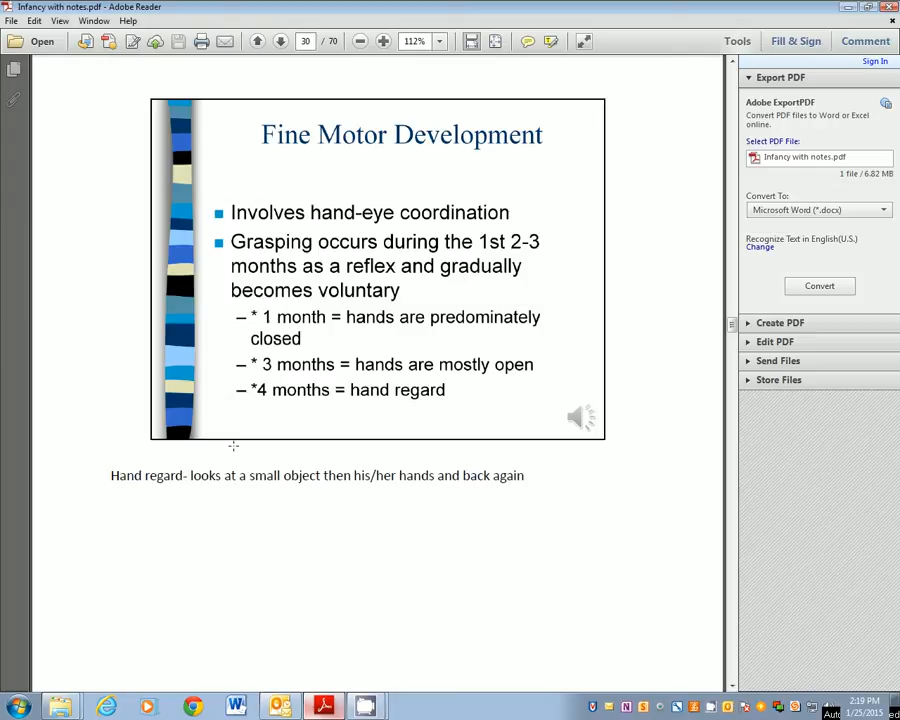 Infancy with notes.pdf - Adobe Reader
File Edit View Window Help
Open 30 / 70 112% Tools Fill & Sign Comment
Sign In
Export PDF
Adobe ExportPDF
Convert PDF files to Word or Excel
online.
Select PDF File:
Infancy with notes.pdf
1 file / 6.82 MB
Convert To:
Microsoft Word (*.docx)
Recognize Text in English(U.S.)
Change
Convert
Create PDF
Edit PDF
Send Files
Store Files
Fine Motor Development
Involves hand-eye coordination
Grasping occurs during the 1st 2-3
months as a reflex and gradually
becomes voluntary
– * 1 month = hands are predominately
closed
– * 3 months = hands are mostly open
– *4 months = hand regard
Hand regard- looks at a small object then his/her hands and back again
2:19 PM
1/25/2015